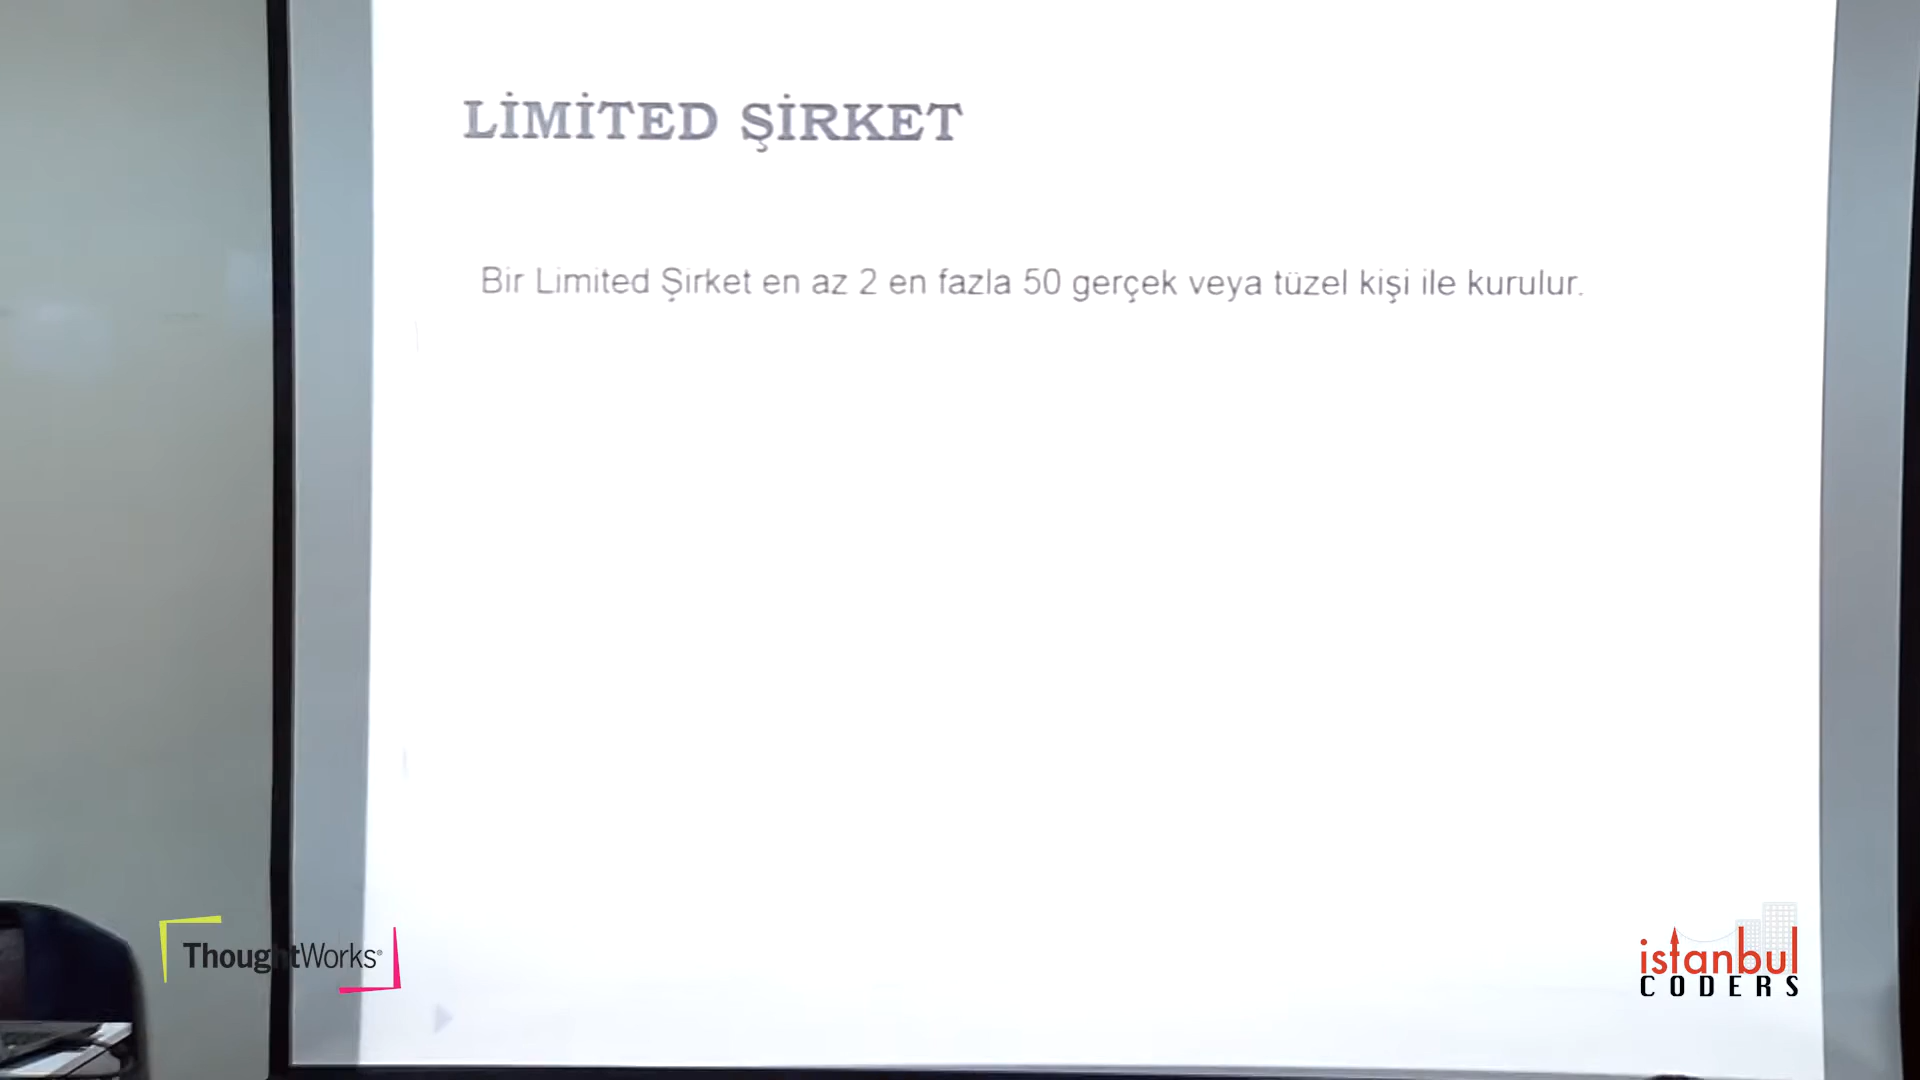 LİMİTED ŞİRKET
Bir Limited Şirket en az 2 en fazla 50 gerçek veya tüzel kişi ile kurulur.
ThoughtWorks®
istanbul
CODERS